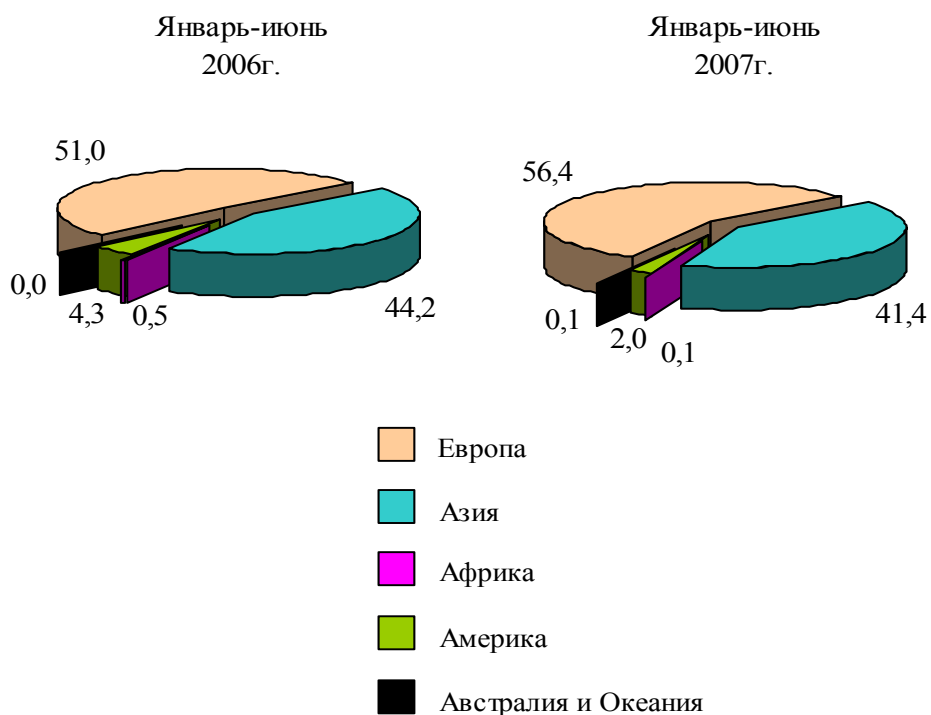 Январь-июнь
2006г.
Январь-июнь
2007г.
51,0
0,0
4,3
0,5
44,2
56,4
0,1
2,0
0,1
41,4
Европа
Азия
Африка
Америка
Австралия и Океания